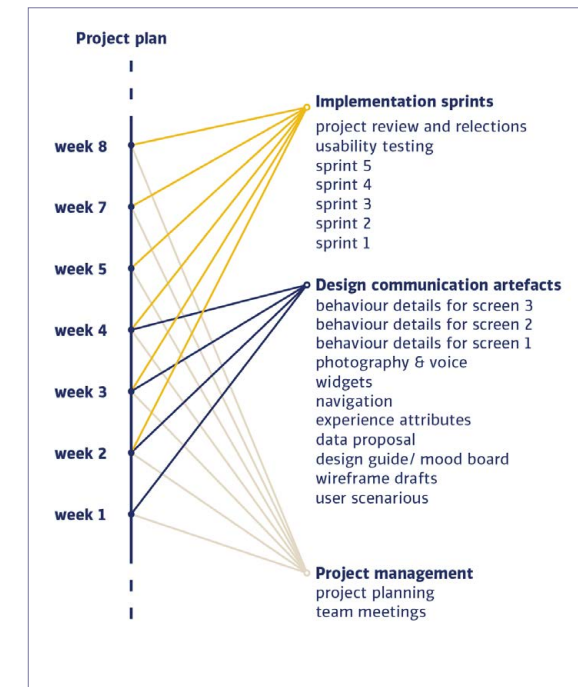 Project plan
week 8
week 7
week 5
week 4
week 3
week 2
week 1
Implementation sprints
project review and relections
usability testing
sprint 5
sprint 4
sprint 3
sprint 2
sprint 1
Design communication artefacts
behaviour details for screen 3
behaviour details for screen 2
behaviour details for screen 1
photography & voice
widgets
navigation
experience attributes
data proposal
design guide/ mood board
wireframe drafts
user scenarious
Project management
project planning
team meetings